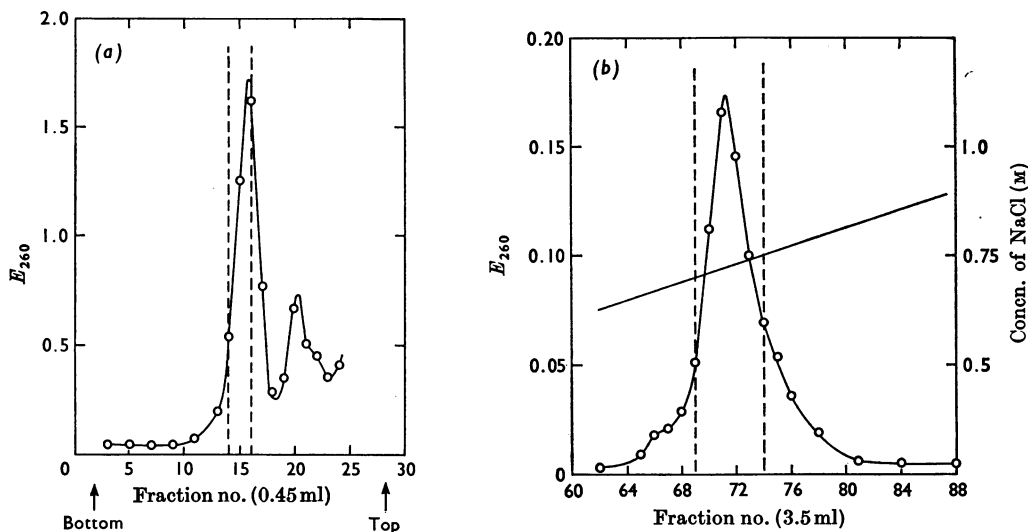 (a)
2.0
1.5
1.0
0.5
0
E260
5 10 15 20 25 30
Fraction no. (0.45 ml)
Bottom
Top
(b)
0.20
0.15
0.10
0.05
0
E260
1.0
0.75
0.5
Concn. of NaCl (M)
60 64 68 72 76 80 84 88
Fraction no. (3.5 ml)